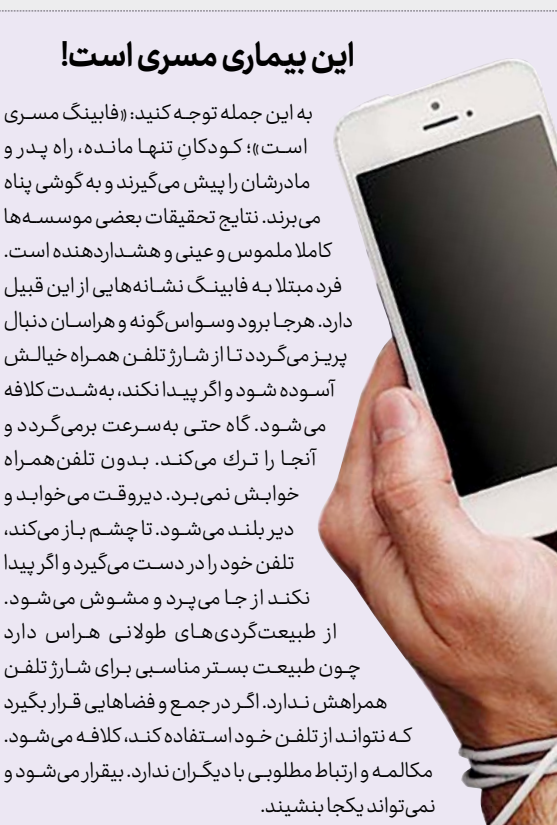 این بیماری مسری است!
به این جمله توجه کنید: «فابینگ مسری
است»؛ کودکانِ تنها مانده، راه پدر و
مادرشان را پیش می‌گیرند و به گوشی پناه
می‌برند. نتایج تحقیقات بعضی موسسه‌ها
کاملا ملموس و عینی و هشداردهنده است.
فرد مبتلا به فابینگ نشانه‌هایی از این قبیل
دارد. هرجا برود وسواس‌گونه و هراسان دنبال
پریز می‌گردد تا از شارژ تلفن همراه خیالش
آسوده شود و اگر پیدا نکند، به‌شدت کلافه
می‌شود. گاه حتی به‌سرعت برمی‌گردد و
آنجا را ترك می‌کند. بدون تلفن‌همراه
خوابش نمی‌برد. دیروقت می‌خوابد و
دیر بلند می‌شود. تا چشم باز می‌کند،
تلفن خود را در دست می‌گیرد و اگر پیدا
نکند از جا می‌پرد و مشوش می‌شود.
از طبیعت‌گردی‌های طولانی هراس دارد
چون طبیعت بستر مناسبی برای شارژ تلفن
همراهش ندارد. اگر در جمع و فضاهایی قرار بگیرد
که نتواند از تلفن خود استفاده کند، کلافه می‌شود.
مکالمه و ارتباط مطلوبی با دیگران ندارد. بیقرار می‌شود و
نمی‌تواند یکجا بنشیند.